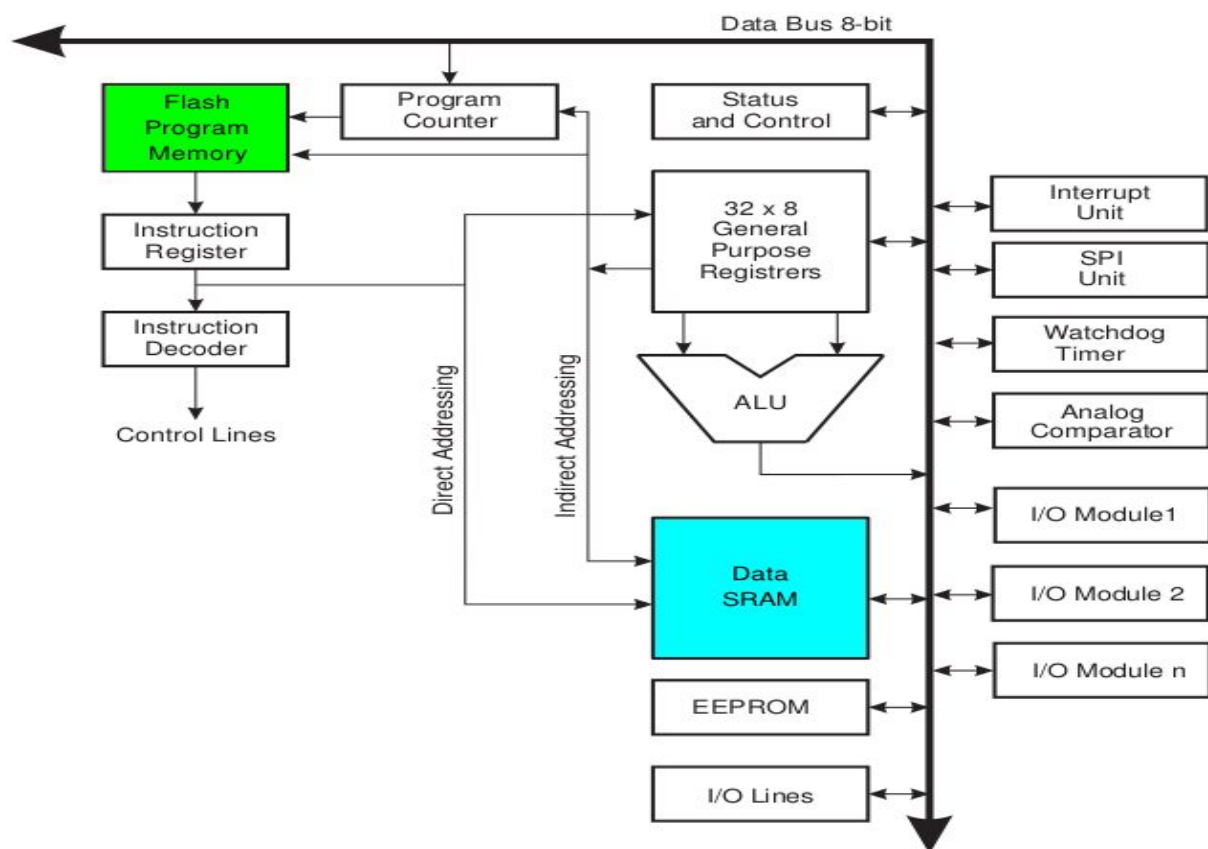 Data Bus 8-bit
Flash
Program
Memory
Program
Counter
Status
and Control
Instruction
Register
32 x 8
General
Purpose
Registrers
Interrupt
Unit
SPI
Unit
Instruction
Decoder
Watchdog
Timer
Control Lines
Direct Addressing
Indirect Addressing
ALU
Analog
Comparator
I/O Module1
Data
SRAM
I/O Module 2
I/O Module n
EEPROM
I/O Lines